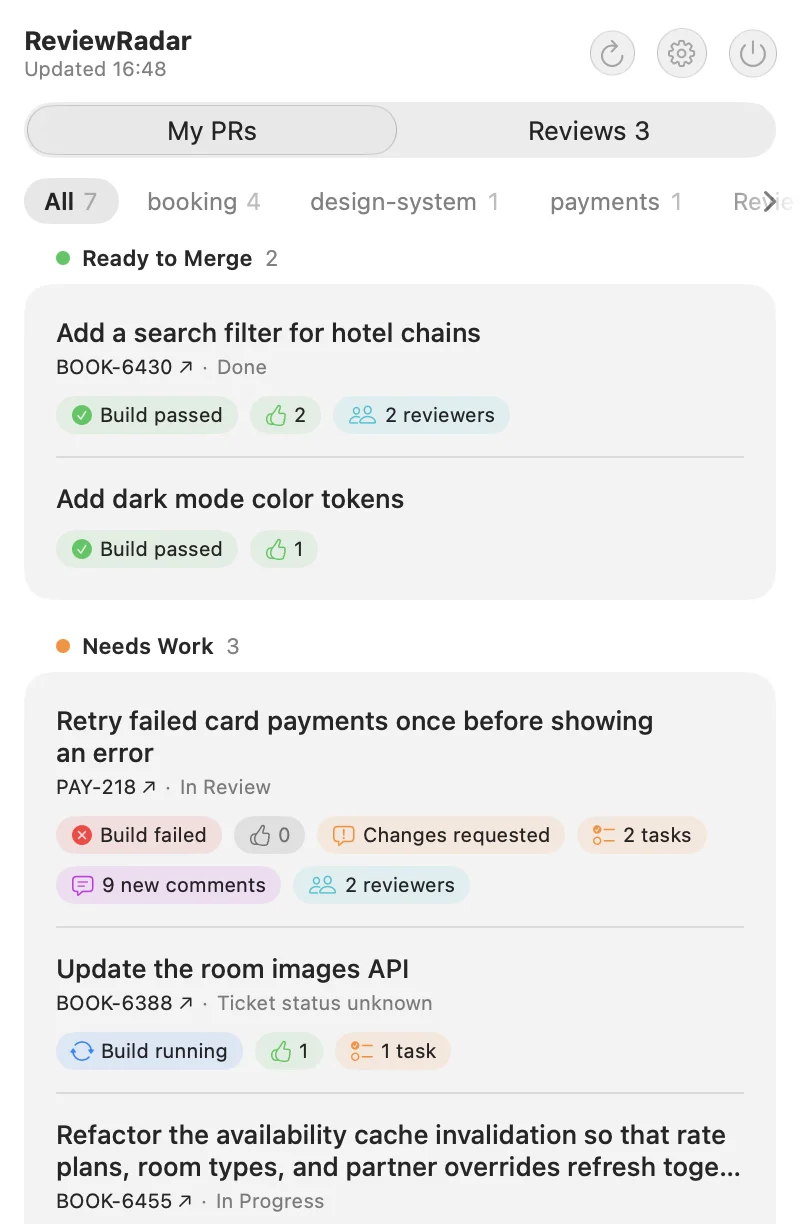 ReviewRadar
Updated 16:48
My PRs
Reviews 3
All 7
booking 4
design-system 1
payments 1
Ready to Merge 2
Add a search filter for hotel chains
BOOK-6430 ↗ · Done
Build passed
2
2 reviewers
Add dark mode color tokens
Build passed
1
Needs Work 3
Retry failed card payments once before showing
an error
PAY-218 ↗ · In Review
Build failed
0
Changes requested
2 tasks
9 new comments
2 reviewers
Update the room images API
BOOK-6388 ↗ · Ticket status unknown
Build running
1
1 task
Refactor the availability cache invalidation so that rate
plans, room types, and partner overrides refresh toge...
BOOK-6455 ↗ · In Progress